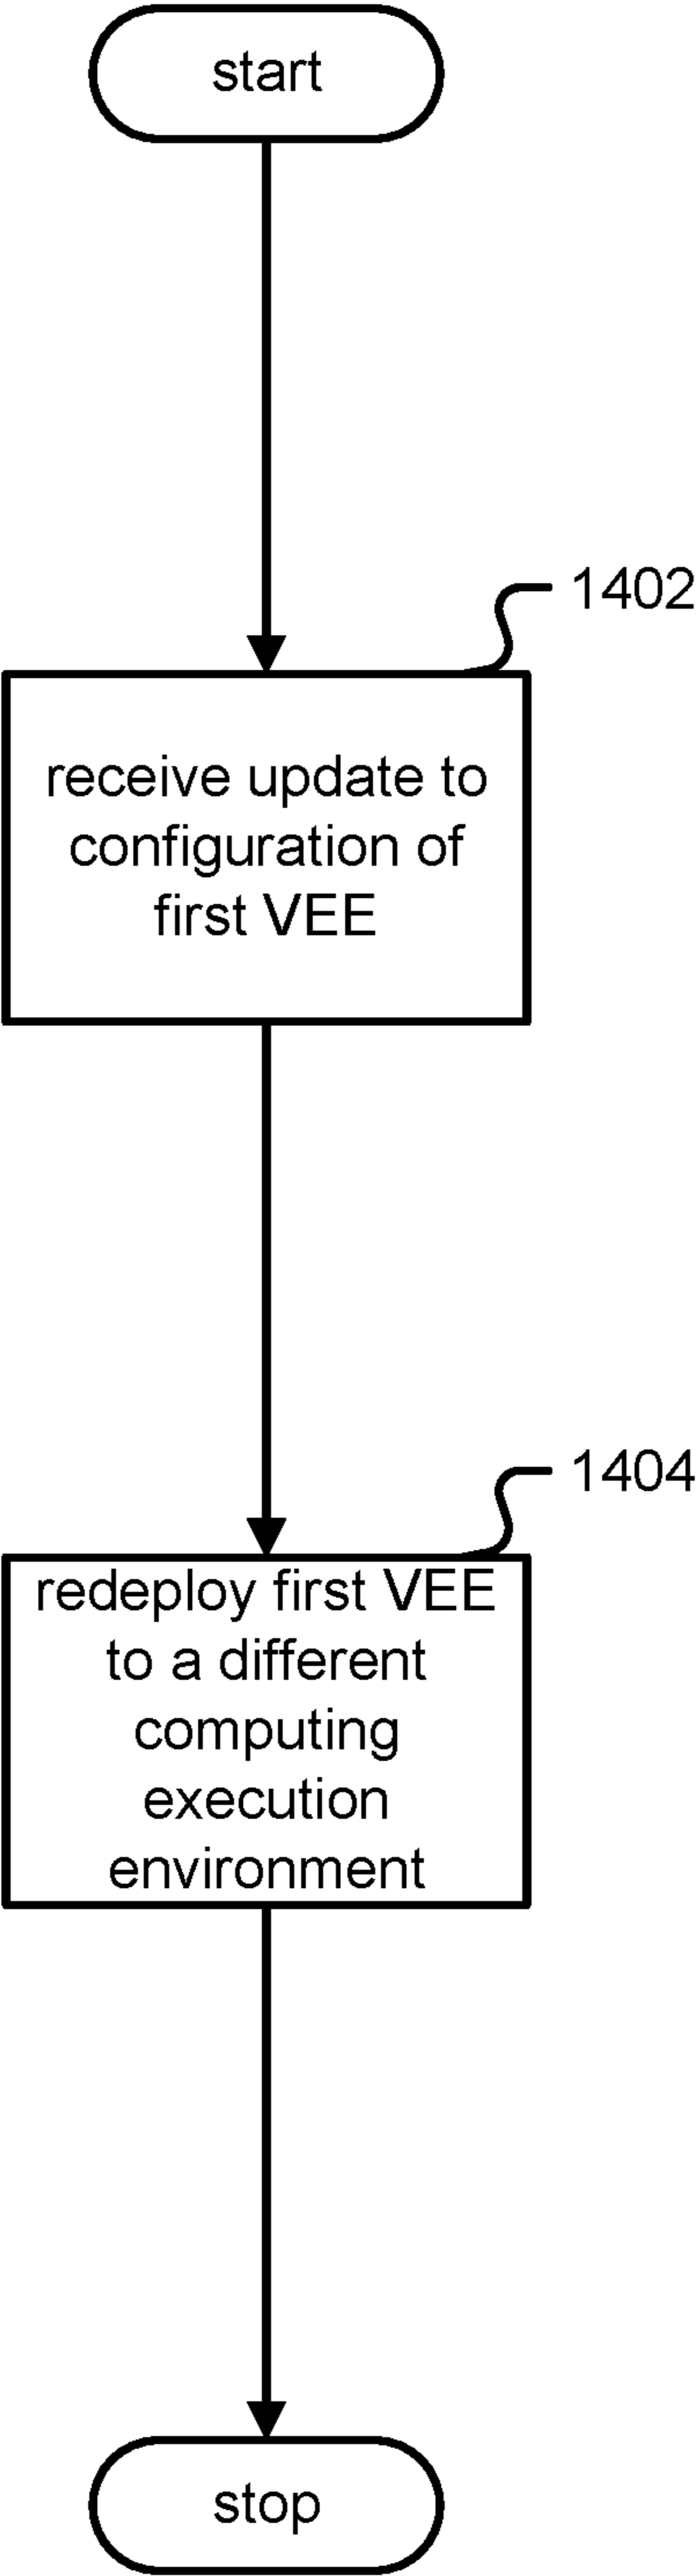 start
1402
receive update to
configuration of
first VEE
1404
redeploy first VEE
to a different
computing
execution
environment
stop